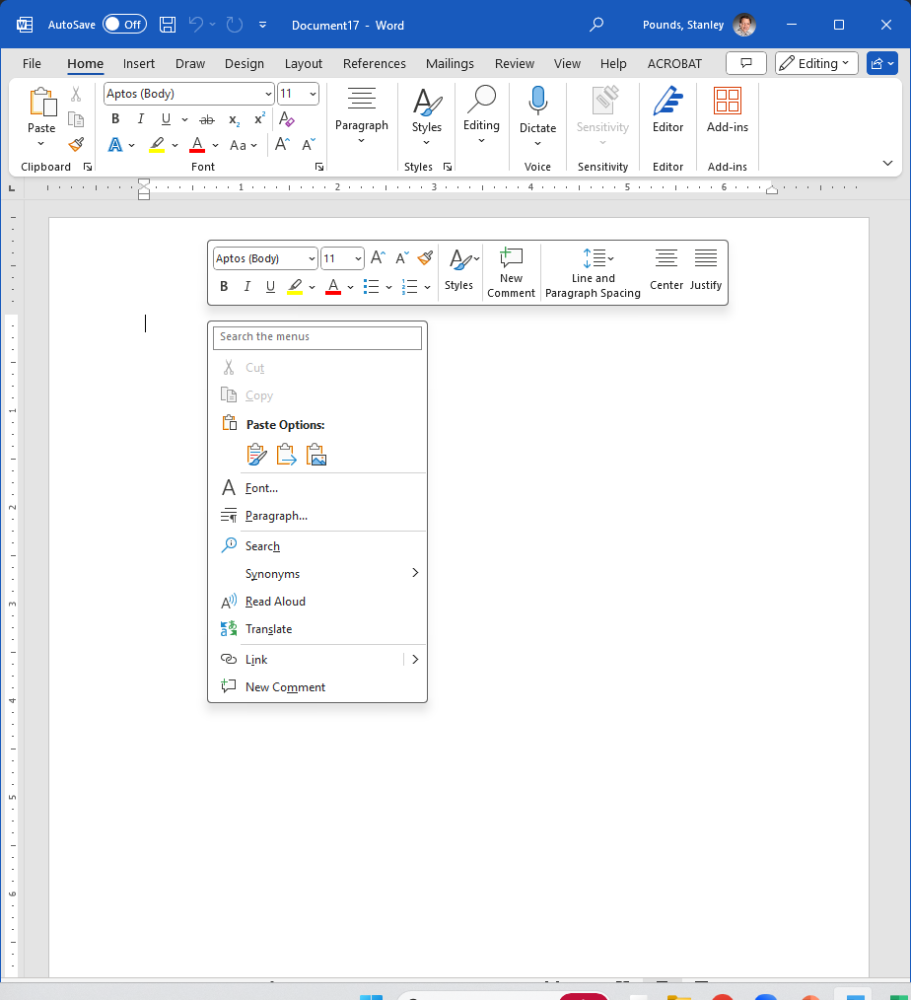 AutoSave Off Document17 - Word Pounds, Stanley
File Home Insert Draw Design Layout References Mailings Review View Help ACROBAT Editing
Aptos (Body) 11
Paste Paragraph Styles Editing Dictate Sensitivity Editor Add-ins
B I U ab x2 x2 A
A A Aa A A
Clipboard Font Styles Voice Sensitivity Editor Add-ins
1 2 3 4 5 6
Aptos (Body) 11 A A
B I U A
Styles
New
Comment
Line and
Paragraph Spacing
Center
Justify
Search the menus
Cut
Copy
Paste Options:
Font...
Paragraph...
Search
Synonyms
Read Aloud
Translate
Link
New Comment
1
2
3
4
5
6